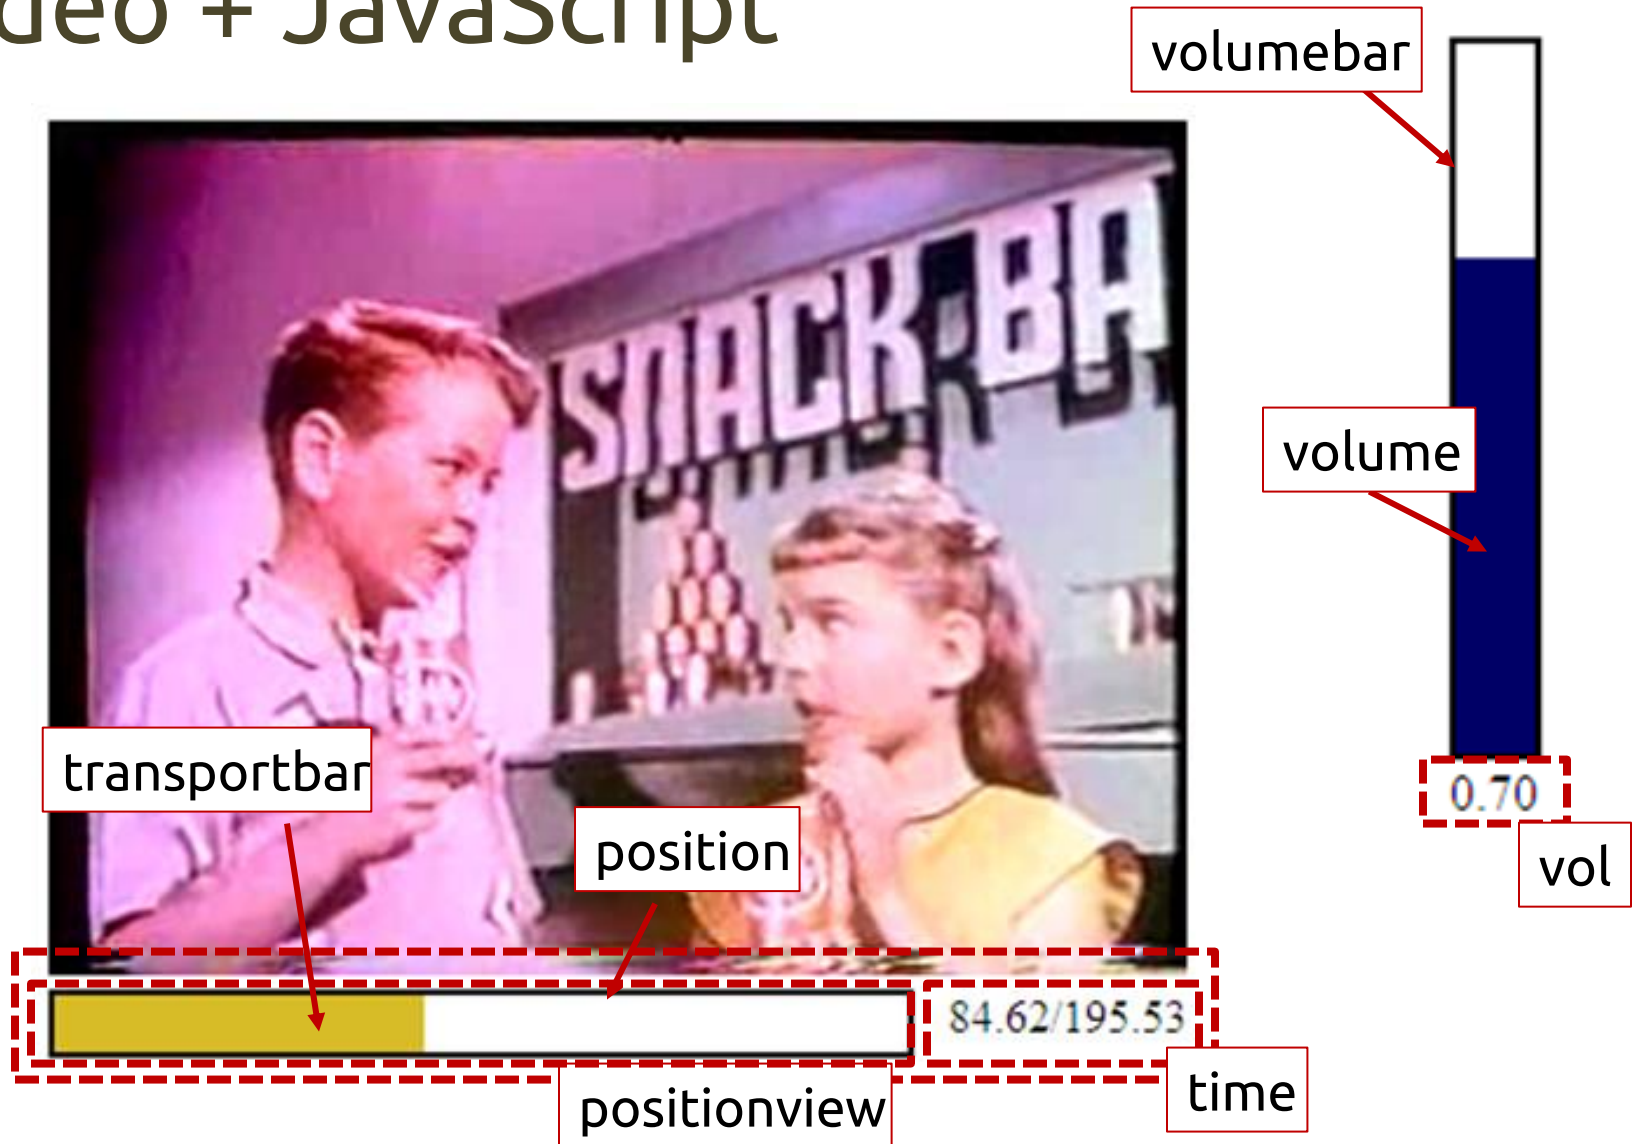 deo + JavaScript
volumebar
SNACK BA
volume
transportbar
0.70
position
vol
84.62/195.53
time
positionview